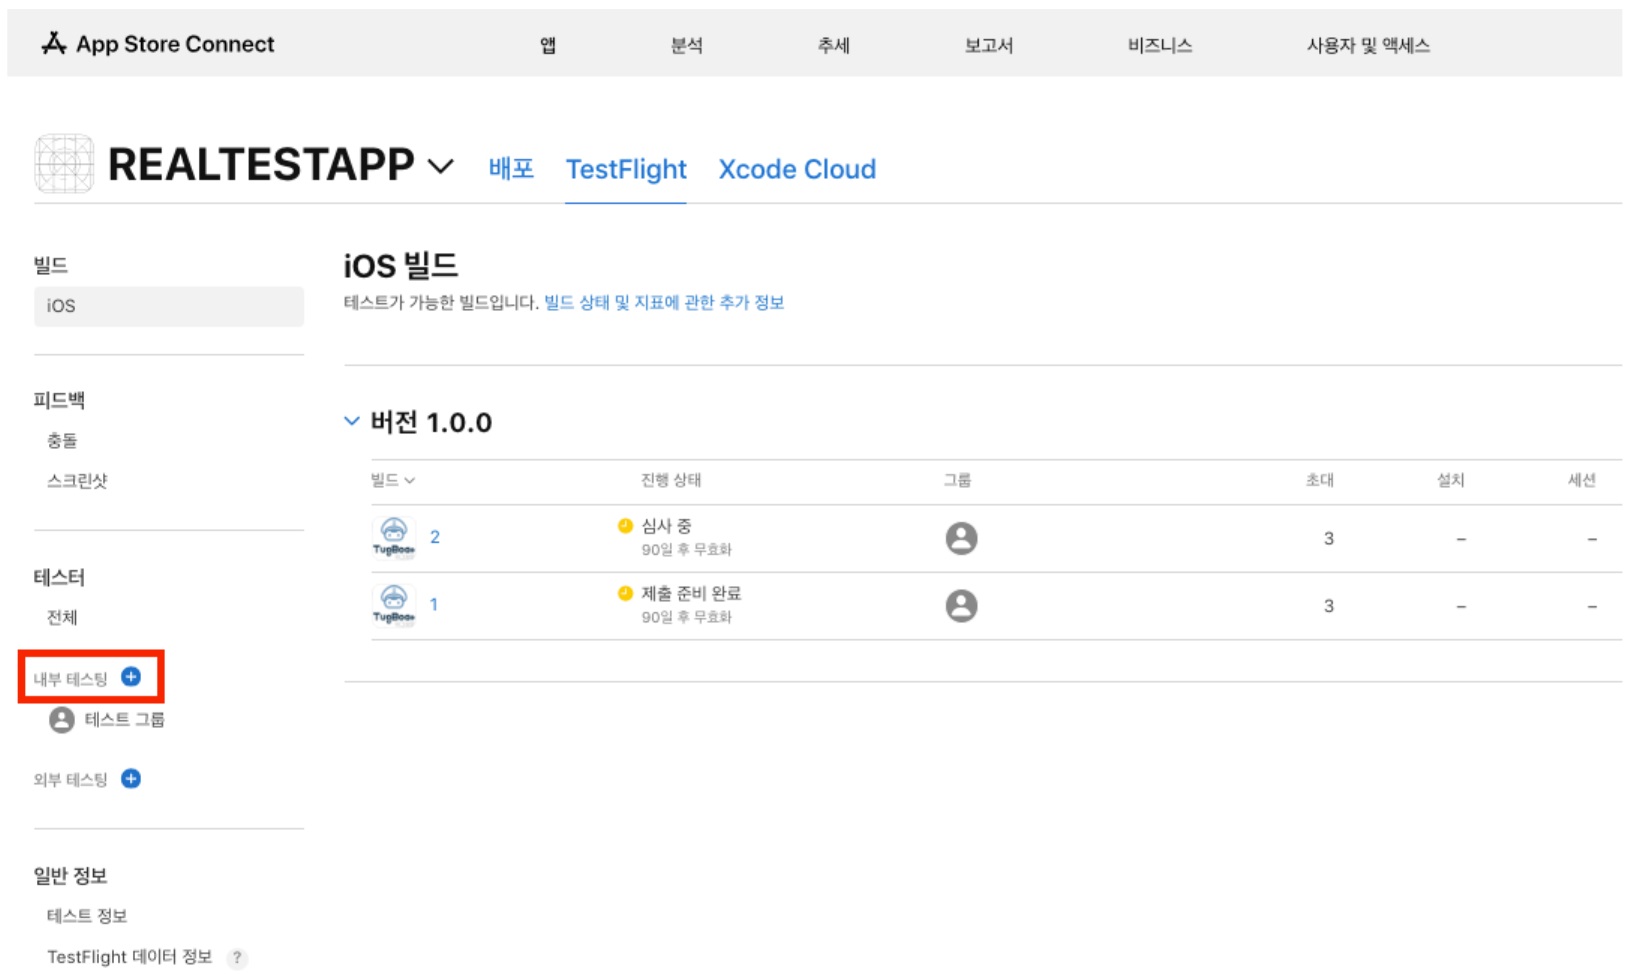 App Store Connect
앱
분석
추세
보고서
비즈니스
사용자 및 액세스
REALTESTAPP
배포
TestFlight
Xcode Cloud
빌드
iOS
피드백
충돌
스크린샷
테스터
전체
내부 테스팅
테스트 그룹
외부 테스팅
일반 정보
테스트 정보
TestFlight 데이터 정보 ?
iOS 빌드
테스트가 가능한 빌드입니다. 빌드 상태 및 지표에 관한 추가 정보
버전 1.0.0
빌드 진행 상태 그룹 초대 설치 세션
2 심사 중 3 – –
90일 후 무효화
1 제출 준비 완료 3 – –
90일 후 무효화